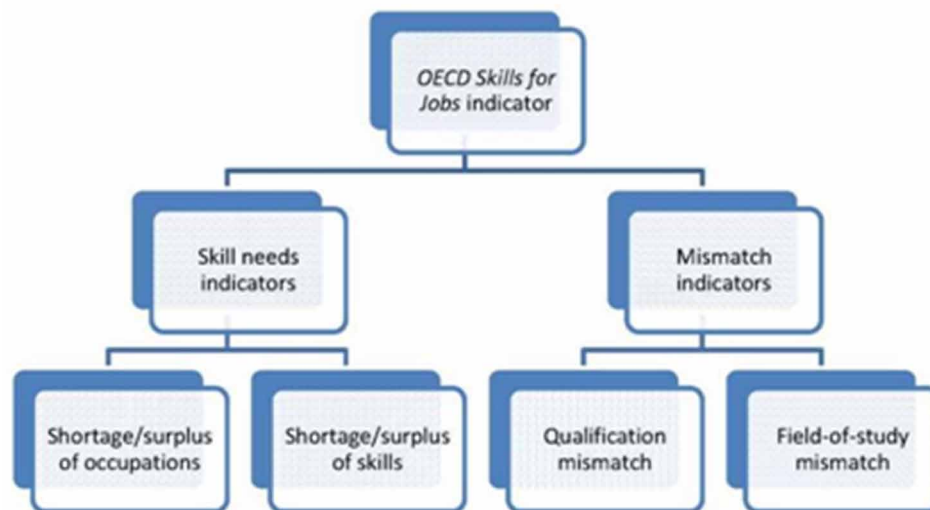 OECD Skills for
Jobs indicator
Skill needs
indicators
Mismatch
indicators
Shortage/surplus
of occupations
Shortage/surplus
of skills
Qualification
mismatch
Field-of-study
mismatch